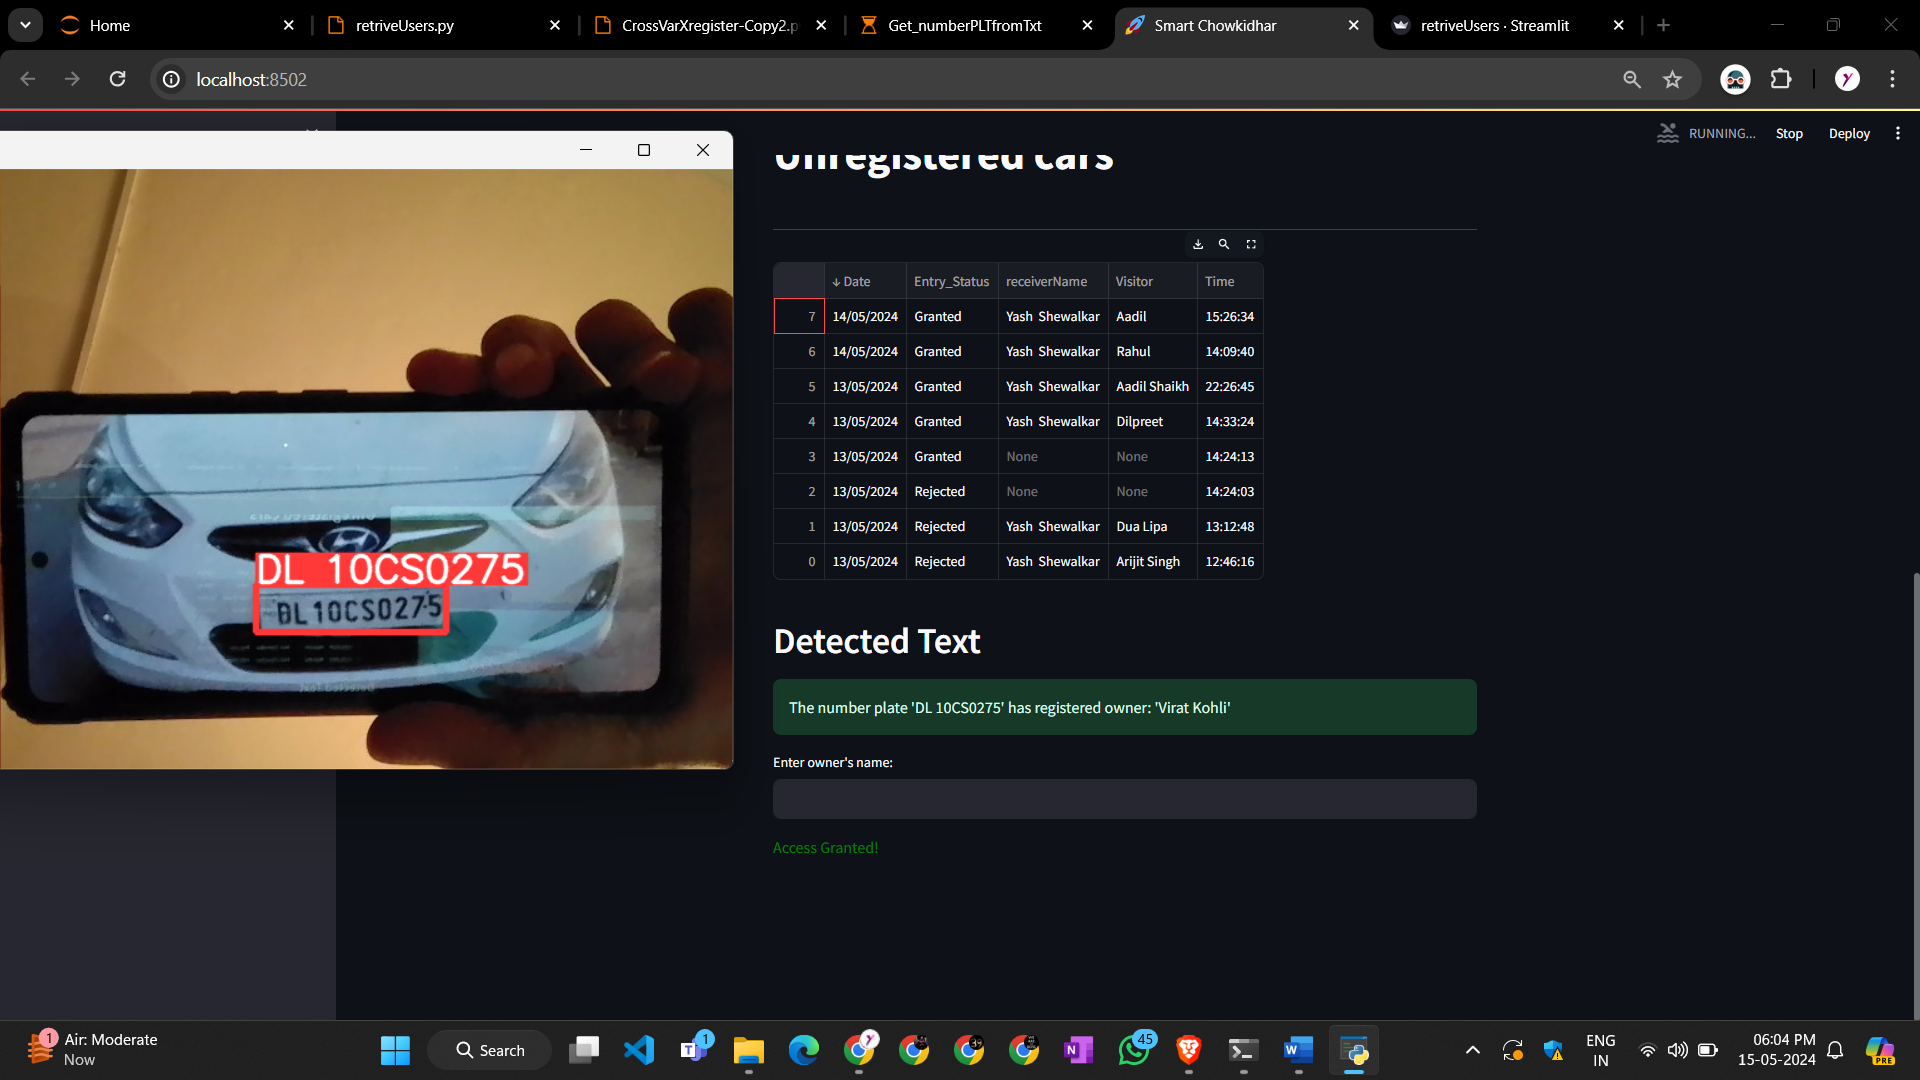 Home
retriveUsers.py
CrossVarXregister-Copy2.p
Get_numberPLTfromTxt
Smart Chowkidhar
retriveUsers · Streamlit
localhost:8502
RUNNING...
Stop
Deploy
Unregistered cars
↓ Date Entry_Status receiverName Visitor Time
7 14/05/2024 Granted Yash Shewalkar Aadil 15:26:34
6 14/05/2024 Granted Yash Shewalkar Rahul 14:09:40
5 13/05/2024 Granted Yash Shewalkar Aadil Shaikh 22:26:45
4 13/05/2024 Granted Yash Shewalkar Dilpreet 14:33:24
3 13/05/2024 Granted None None 14:24:13
2 13/05/2024 Rejected None None 14:24:03
1 13/05/2024 Rejected Yash Shewalkar Dua Lipa 13:12:48
0 13/05/2024 Rejected Yash Shewalkar Arijit Singh 12:46:16
DL 10CS0275
DL10CS0275
Detected Text
The number plate 'DL 10CS0275' has registered owner: 'Virat Kohli'
Enter owner's name:
Access Granted!
1
Air: Moderate
Now
Search
1
45
ENG
IN
06:04 PM
15-05-2024
PRE